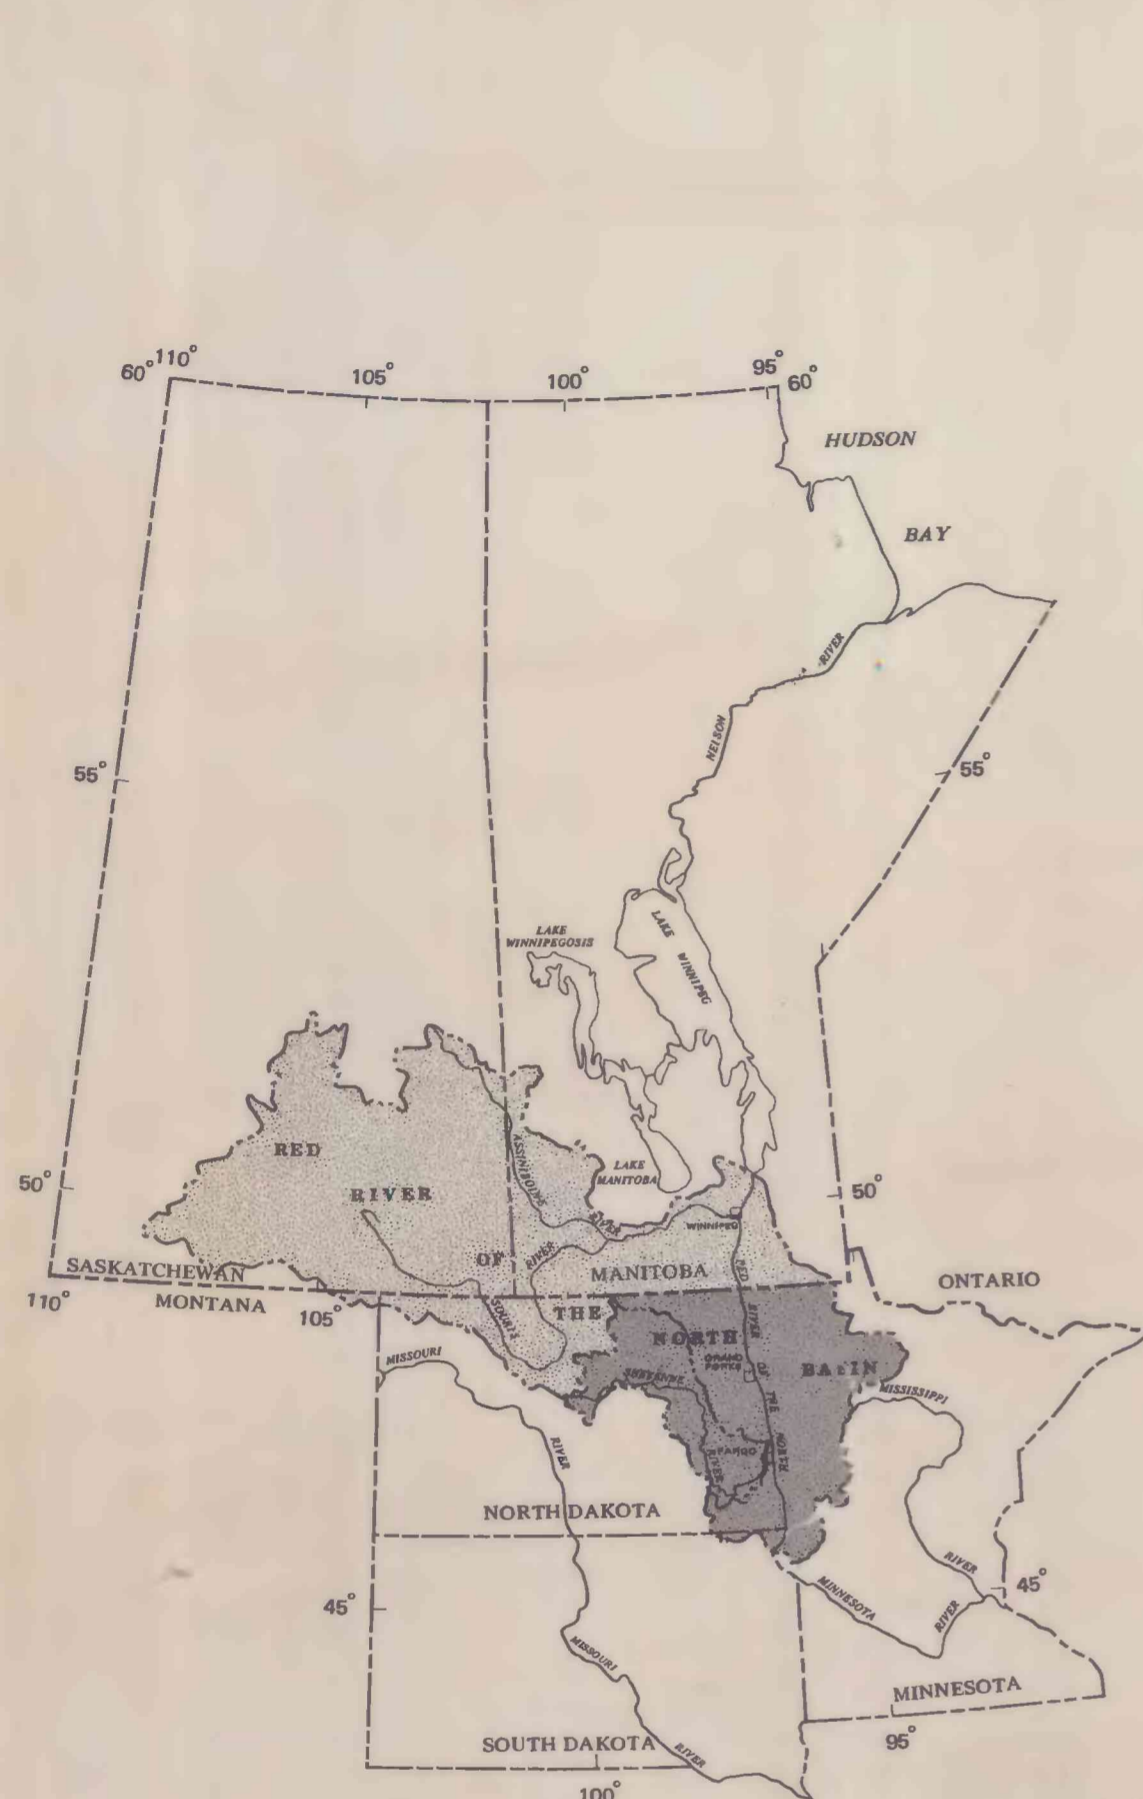 60° 110°
105°
100°
95° 60°
HUDSON
BAY
RIVER
NELSON
55°
55°
LAKE
WINNIPEGOSIS
LAKE WINNIPEG
RED
RIVER
ASSINIBOINE
RIVER
LAKE
MANITOBA
50°
50°
WINNIPEG
OF
RIVER
MANITOBA
RED
SASKATCHEWAN
MONTANA
ONTARIO
110°
105°
SOURIS
THE
RIVER
NORTH
GRAND
FORKS
BASIN
OF
THE
MISSOURI
SHEYENNE
MISSISSIPPI
RIVER
FARGO
RIVER
NORTH
NORTH DAKOTA
45°
MINNESOTA
RIVER
RIVER
45°
MISSOURI
MINNESOTA
SOUTH DAKOTA
RIVER
95°
100°